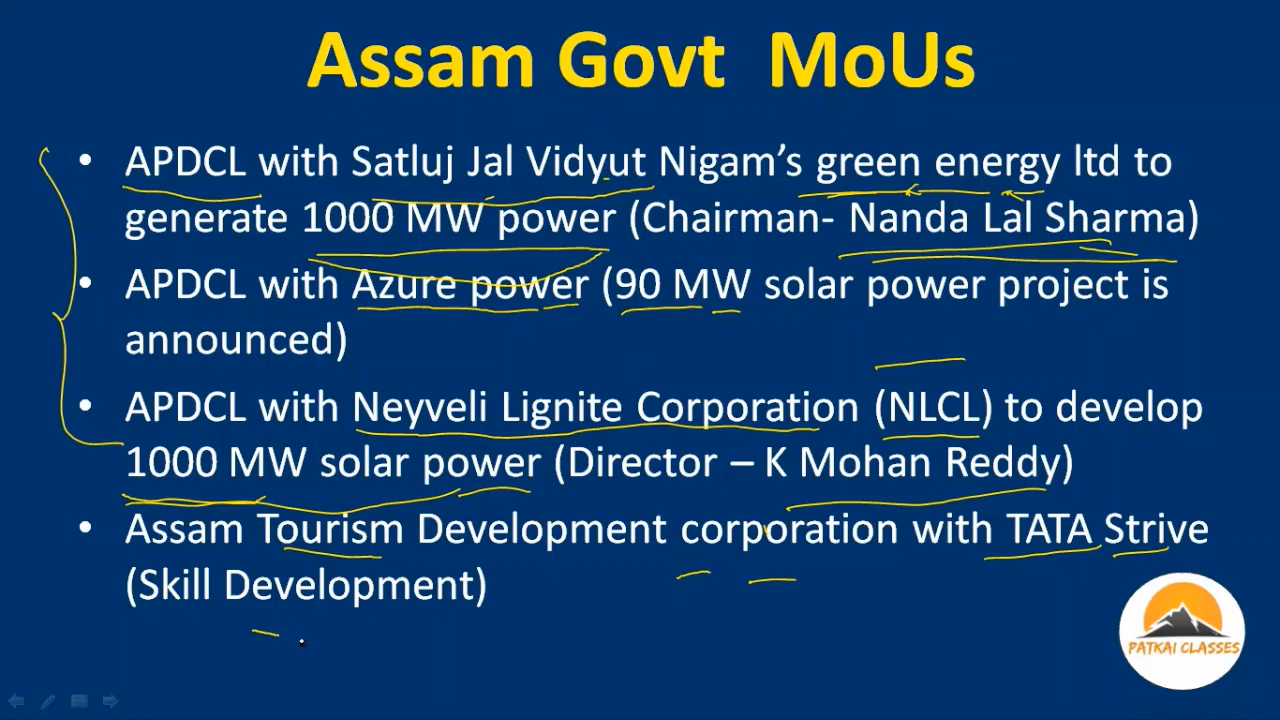 Assam Govt MoUs
• APDCL with Satluj Jal Vidyut Nigam's green energy ltd to
generate 1000 MW power (Chairman- Nanda Lal Sharma)
• APDCL with Azure power (90 MW solar power project is
announced)
• APDCL with Neyveli Lignite Corporation (NLCL) to develop
1000 MW solar power (Director – K Mohan Reddy)
• Assam Tourism Development corporation with TATA Strive
(Skill Development)
PATKAI CLASSES